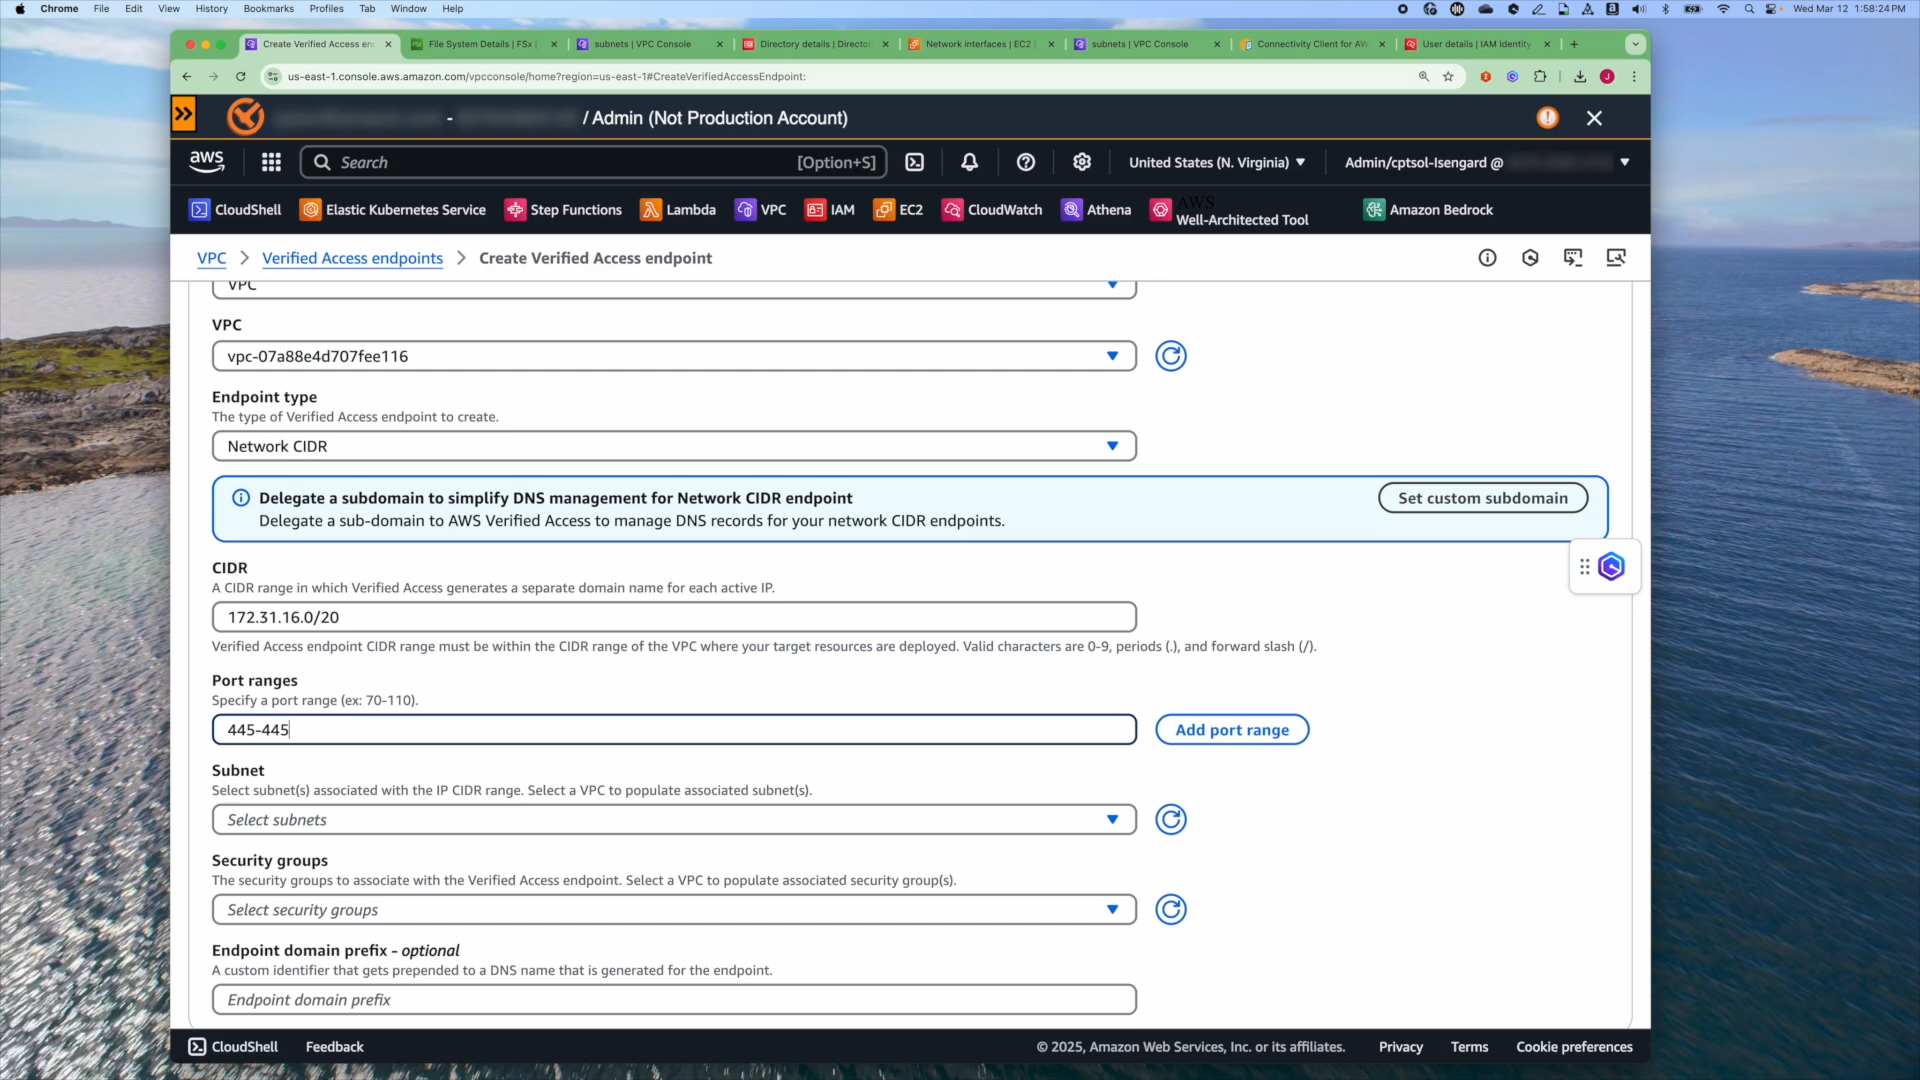 Chrome File Edit View History Bookmarks Profiles Tab Window Help Wed Mar 12 1:58:24 PM
Create Verified Access en File System Details | FSx | subnets | VPC Console Directory details | Director Network interfaces | EC2 subnets | VPC Console Connectivity Client for AW User details | IAM Identity
us-east-1.console.aws.amazon.com/vpcconsole/home?region=us-east-1#CreateVerifiedAccessEndpoint:
- / Admin (Not Production Account)
aws Search [Option+S] United States (N. Virginia) Admin/cptsol-Isengard @
CloudShell Elastic Kubernetes Service Step Functions Lambda VPC IAM EC2 CloudWatch Athena AWS Well-Architected Tool Amazon Bedrock
VPC > Verified Access endpoints > Create Verified Access endpoint
VPC
VPC
vpc-07a88e4d707fee116
Endpoint type
The type of Verified Access endpoint to create.
Network CIDR
Delegate a subdomain to simplify DNS management for Network CIDR endpoint
Set custom subdomain
Delegate a sub-domain to AWS Verified Access to manage DNS records for your network CIDR endpoints.
CIDR
A CIDR range in which Verified Access generates a separate domain name for each active IP.
172.31.16.0/20
Verified Access endpoint CIDR range must be within the CIDR range of the VPC where your target resources are deployed. Valid characters are 0-9, periods (.), and forward slash (/).
Port ranges
Specify a port range (ex: 70-110).
445-445
Add port range
Subnet
Select subnet(s) associated with the IP CIDR range. Select a VPC to populate associated subnet(s).
Select subnets
Security groups
The security groups to associate with the Verified Access endpoint. Select a VPC to populate associated security group(s).
Select security groups
Endpoint domain prefix - optional
A custom identifier that gets prepended to a DNS name that is generated for the endpoint.
Endpoint domain prefix
CloudShell Feedback © 2025, Amazon Web Services, Inc. or its affiliates. Privacy Terms Cookie preferences